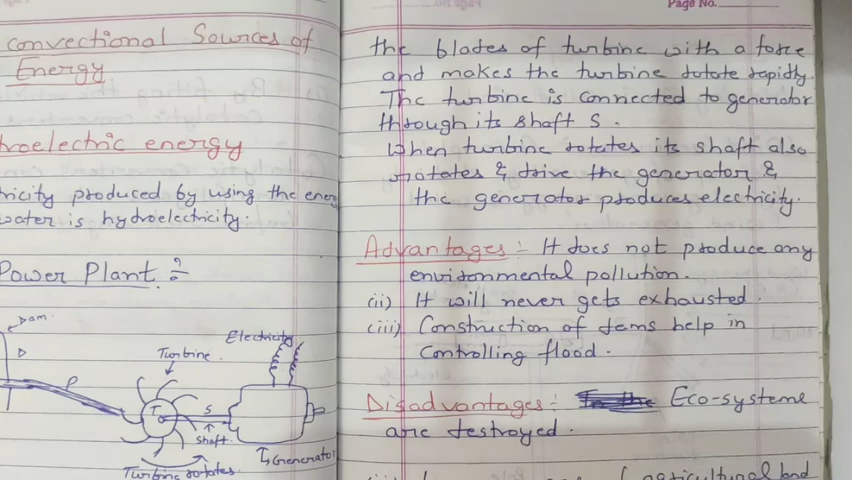 convectional Sources of
Energy
roelectric energy
ricity produced by using the ener
water is hydroelectricity.
Power Plant :
Dam
D
P
Turbine
T
S
shaft
Turbine rotates
Electricity
Generator
Page No.
the blades of turbine with a force
and makes the turbine rotate rapidly.
The turbine is connected to generator
through its shaft S.
When turbine rotates its shaft also
rotates & drive the generator &
the generator produces electricity.
Advantages :- It does not produce any
environmental pollution.
(ii) It will never gets exhausted.
(iii) Construction of dems help in
controlling flood.
Disadvantages :- Eco-systeme
are destroyed.
(agricultural land